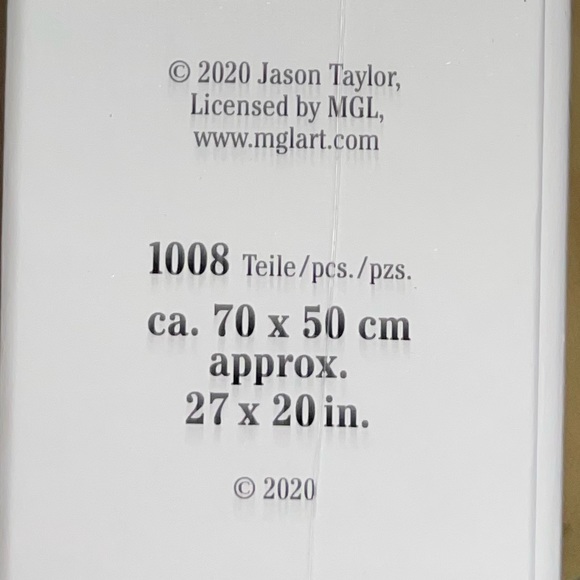 © 2020 Jason Taylor,
Licensed by MGL,
www.mglart.com
1008 Teile/pcs./pzs.
ca. 70 x 50 cm
approx.
27 x 20 in.
© 2020